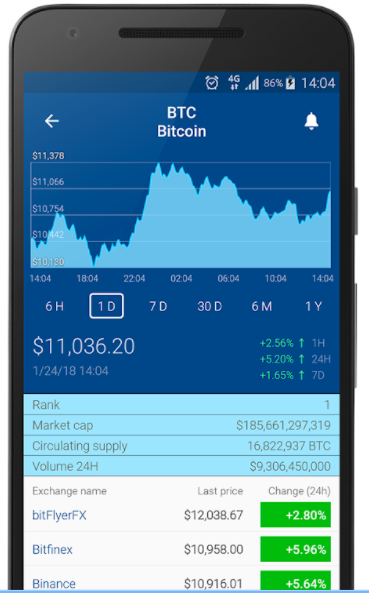 4G 86% 14:04
BTC
Bitcoin
$11,378
$11,066
$10,754
$10,442
$10,130
14:04 18:04 22:04 02:04 06:04 10:04 14:04
6 H 1 D 7 D 30 D 6 M 1 Y
$11,036.20
1/24/18 14:04
+2.56% ↑ 1H
+5.20% ↑ 24H
+1.65% ↑ 7D
Rank 1
Market cap $185,661,297,319
Circulating supply 16,822,937 BTC
Volume 24H $9,306,450,000
Exchange name Last price Change (24h)
bitFlyerFX $12,038.67 +2.80%
Bitfinex $10,958.00 +5.96%
Binance $10,916.01 +5.64%